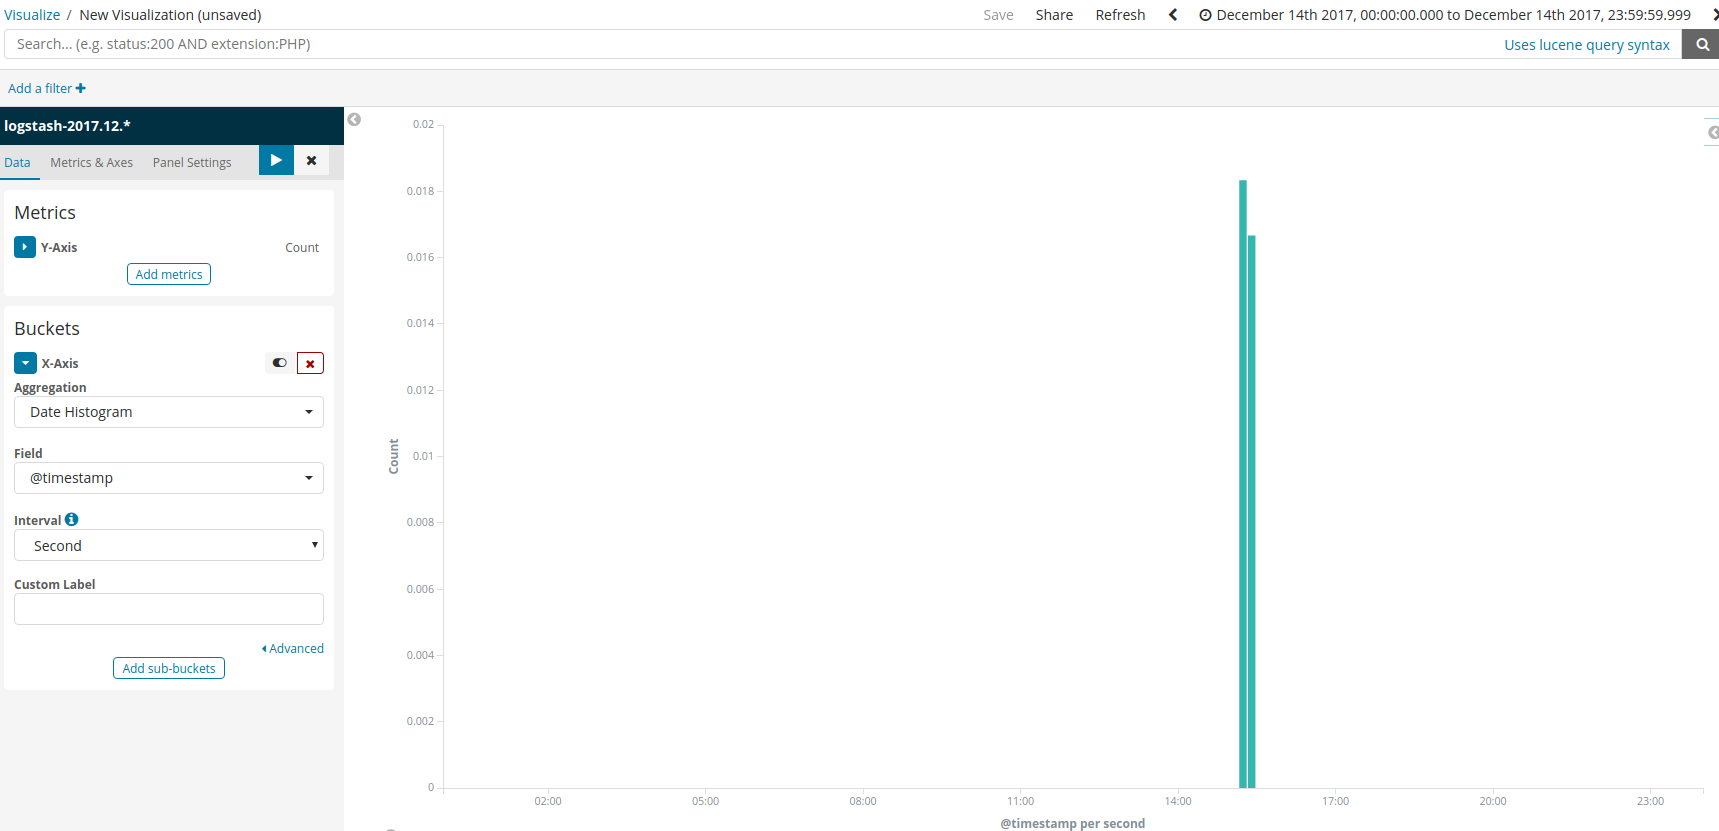 Visualize / New Visualization (unsaved)
Save Share Refresh December 14th 2017, 00:00:00.000 to December 14th 2017, 23:59:59.999
Search... (e.g. status:200 AND extension:PHP)
Uses lucene query syntax
Add a filter
logstash-2017.12.*
Data Metrics & Axes Panel Settings
Metrics
Y-Axis Count
Add metrics
Buckets
X-Axis
Aggregation
Date Histogram
Field
@timestamp
Interval
Second
Custom Label
Advanced
Add sub-buckets
0.02
0.018
0.016
0.014
0.012
0.01
0.008
0.006
0.004
0.002
0
Count
02:00 05:00 08:00 11:00 14:00 17:00 20:00 23:00
@timestamp per second